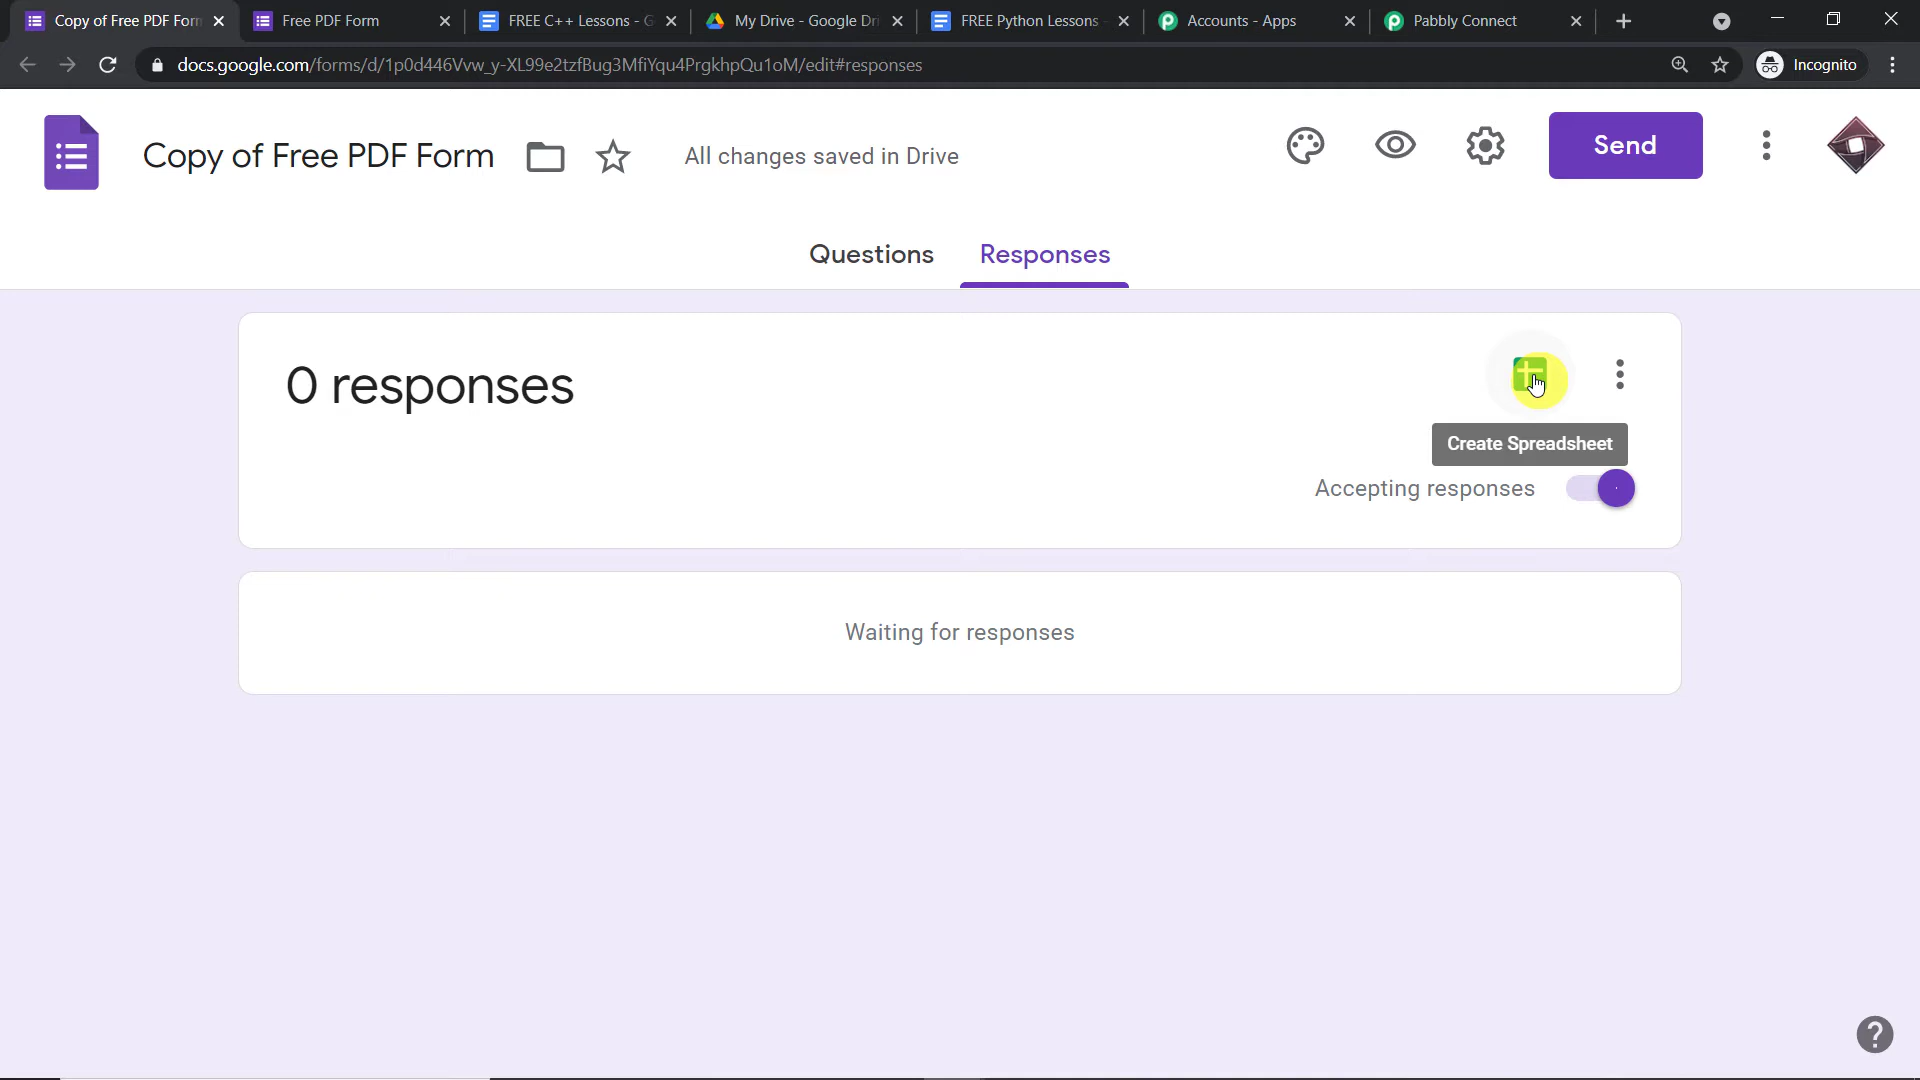 Copy of Free PDF Forr
Free PDF Form
FREE C++ Lessons - G
My Drive - Google Dri
FREE Python Lessons -
Accounts - Apps
Pabbly Connect
docs.google.com/forms/d/1p0d446Vvw_y-XL99e2tzfBug3MfiYqu4PrgkhpQu1oM/edit#responses
Incognito
Copy of Free PDF Form
All changes saved in Drive
Send
Questions
Responses
0 responses
Create Spreadsheet
Accepting responses
Waiting for responses